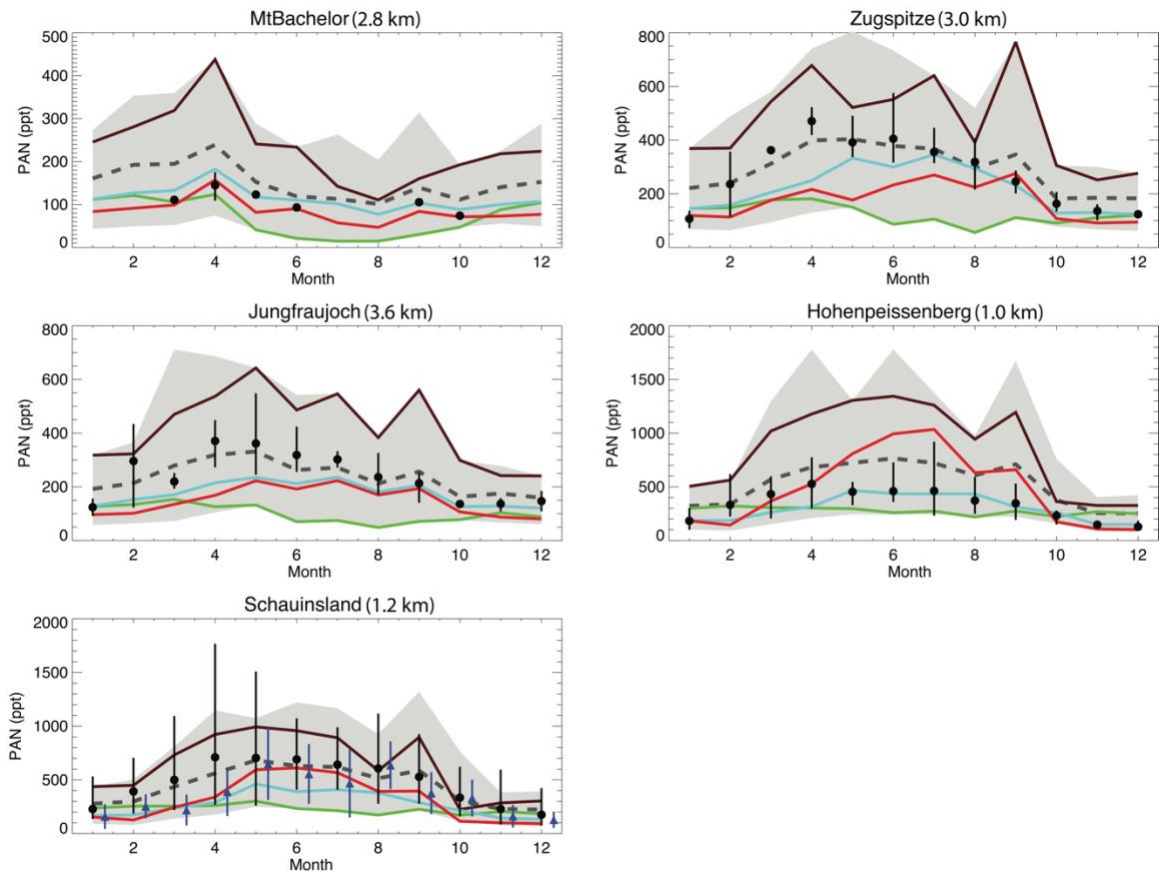 MtBachelor (2.8 km)
500
400
300
200
100
0
PAN (ppt)
2 4 6 8 10 12
Month
Zugspitze (3.0 km)
800
600
400
200
0
PAN (ppt)
2 4 6 8 10 12
Month
Jungfraujoch (3.6 km)
800
600
400
200
0
PAN (ppt)
2 4 6 8 10 12
Month
Hohenpeissenberg (1.0 km)
2000
1500
1000
500
0
PAN (ppt)
2 4 6 8 10 12
Month
Schauinsland (1.2 km)
2000
1500
1000
500
0
PAN (ppt)
2 4 6 8 10 12
Month